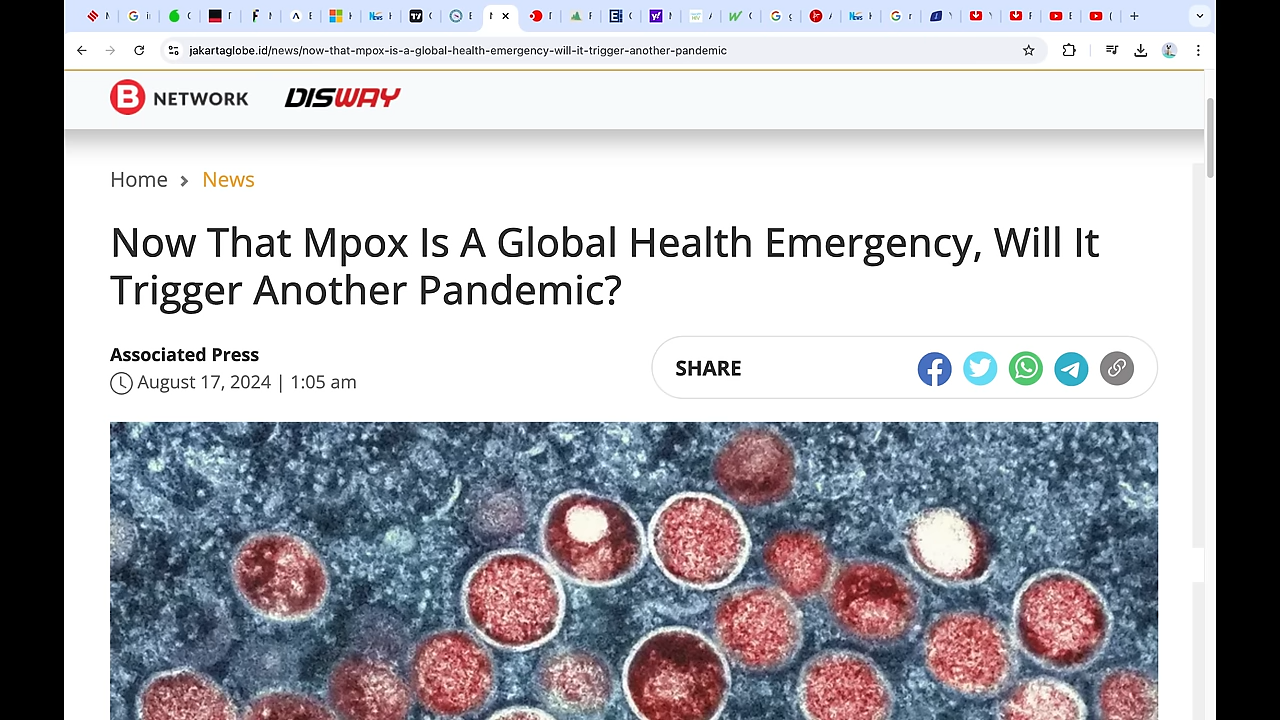 jakartaglobe.id/news/now-that-mpox-is-a-global-health-emergency-will-it-trigger-another-pandemic
B NETWORK DISWAY
Home > News
Now That Mpox Is A Global Health Emergency, Will It
Trigger Another Pandemic?
Associated Press
August 17, 2024 | 1:05 am
SHARE